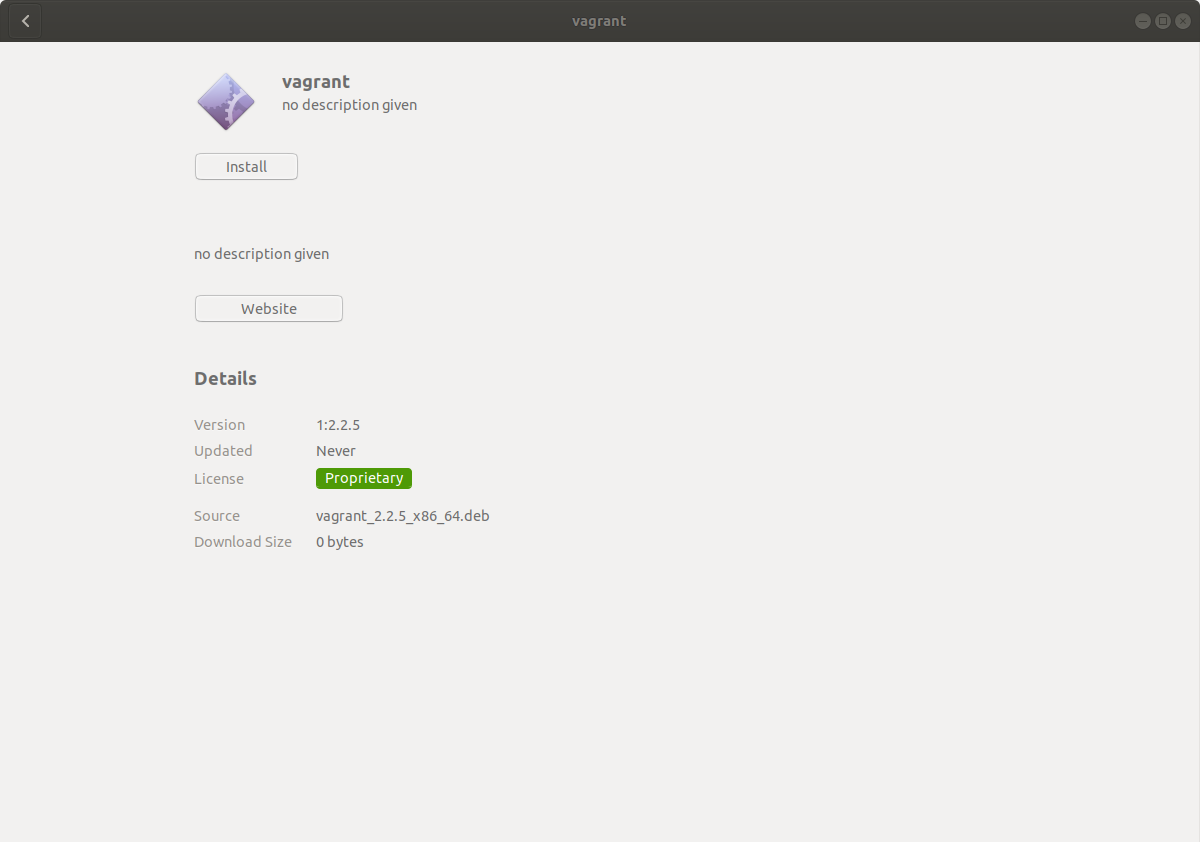 vagrant
vagrant
no description given
Install
no description given
Website
Details
Version 1:2.2.5
Updated Never
License Proprietary
Source vagrant_2.2.5_x86_64.deb
Download Size 0 bytes